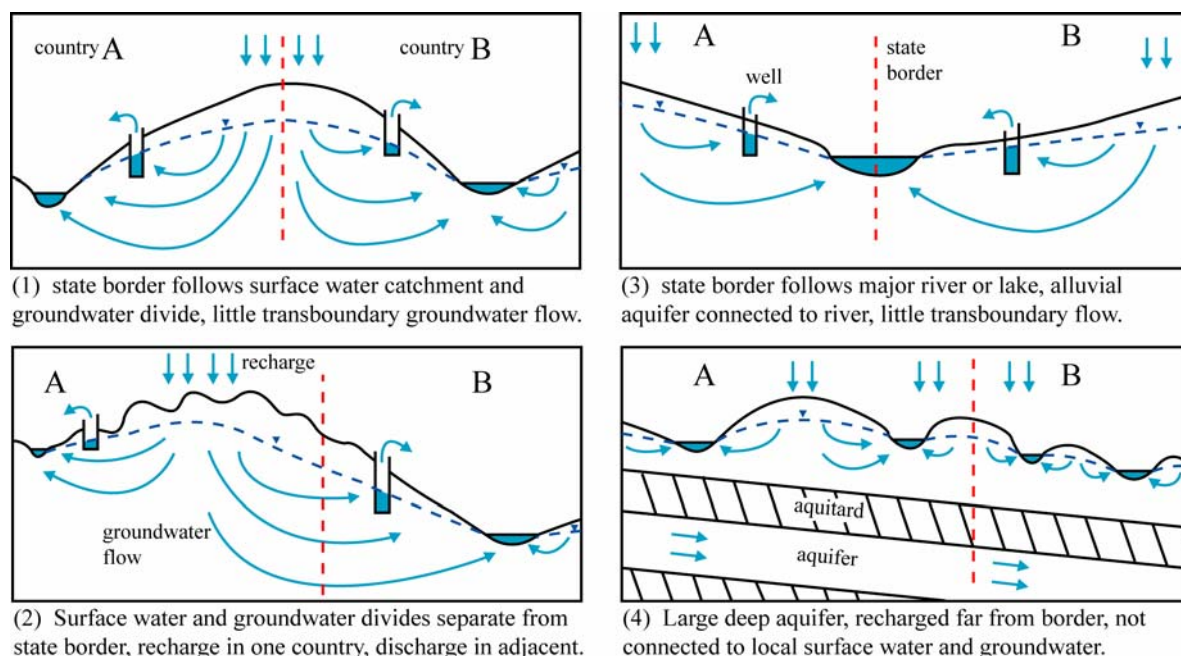 country A
country B
(1) state border follows surface water catchment and
groundwater divide, little transboundary groundwater flow.
A
B
well
state
border
(3) state border follows major river or lake, alluvial
aquifer connected to river, little transboundary flow.
A
recharge
B
groundwater
flow
(2) Surface water and groundwater divides separate from
state border, recharge in one country, discharge in adjacent.
A
B
aquitard
aquifer
(4) Large deep aquifer, recharged far from border, not
connected to local surface water and groundwater.